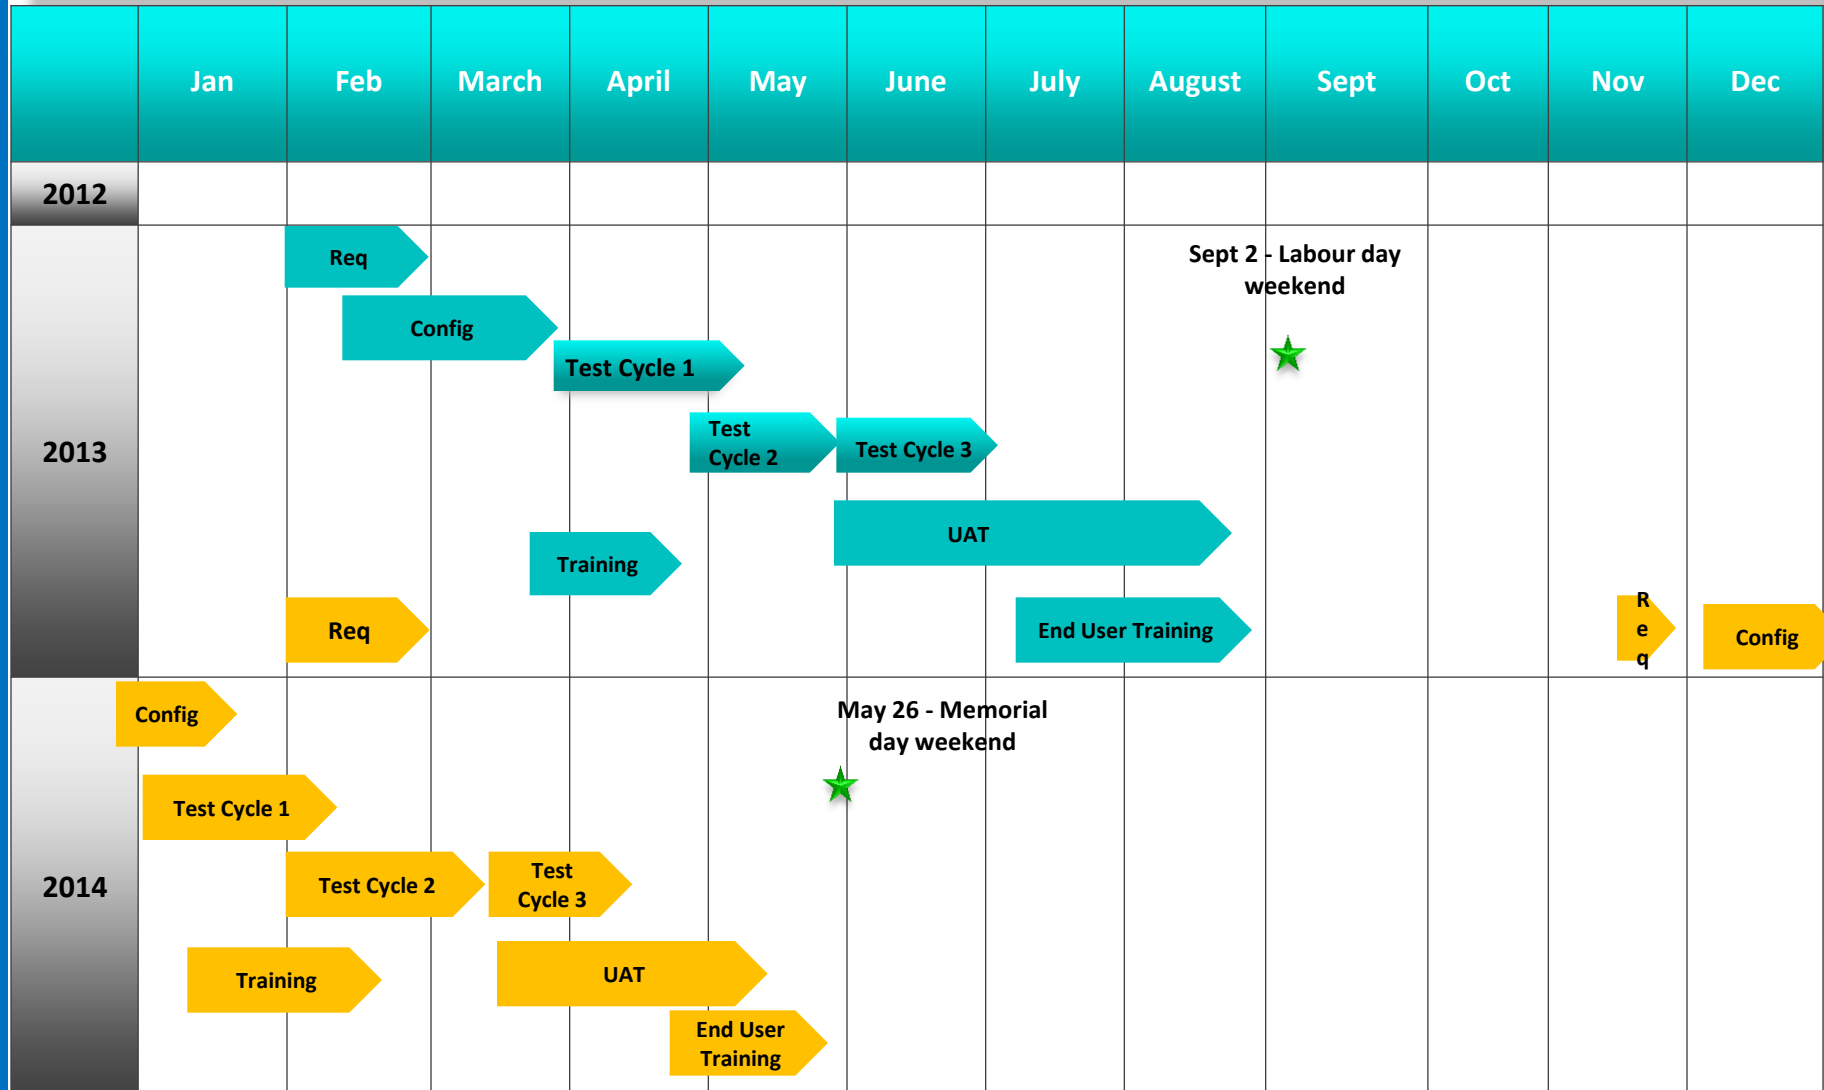 Jan
Feb
March
April
May
June
July
August
Sept
Oct
Nov
Dec
2012
2013
Req
Sept 2 - Labour day
weekend
Config
Test Cycle 1
Test
Cycle 2
Test Cycle 3
UAT
Training
Req
End User Training
R
e
q
Config
2014
Config
May 26 - Memorial
day weekend
Test Cycle 1
Test Cycle 2
Test
Cycle 3
Training
UAT
End User
Training